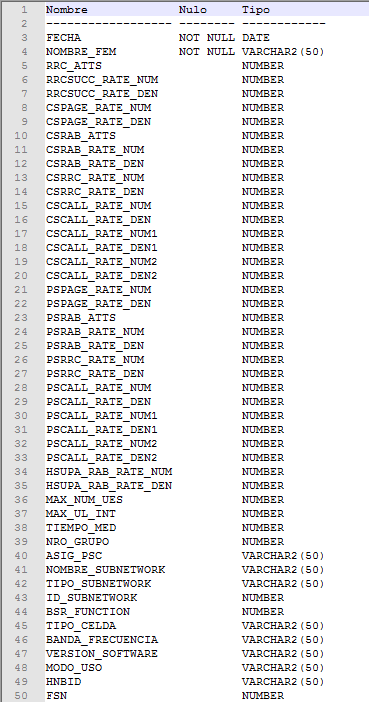 1 Nombre Nulo Tipo
2 ------------------ -------- ------------
3 FECHA NOT NULL DATE
4 NOMBRE_FEM NOT NULL VARCHAR2(50)
5 RRC_ATTS NUMBER
6 RRCSUCC_RATE_NUM NUMBER
7 RRCSUCC_RATE_DEN NUMBER
8 CSPAGE_RATE_NUM NUMBER
9 CSPAGE_RATE_DEN NUMBER
10 CSRAB_ATTS NUMBER
11 CSRAB_RATE_NUM NUMBER
12 CSRAB_RATE_DEN NUMBER
13 CSRRC_RATE_NUM NUMBER
14 CSRRC_RATE_DEN NUMBER
15 CSCALL_RATE_NUM NUMBER
16 CSCALL_RATE_DEN NUMBER
17 CSCALL_RATE_NUM1 NUMBER
18 CSCALL_RATE_DEN1 NUMBER
19 CSCALL_RATE_NUM2 NUMBER
20 CSCALL_RATE_DEN2 NUMBER
21 PSPAGE_RATE_NUM NUMBER
22 PSPAGE_RATE_DEN NUMBER
23 PSRAB_ATTS NUMBER
24 PSRAB_RATE_NUM NUMBER
25 PSRAB_RATE_DEN NUMBER
26 PSRRC_RATE_NUM NUMBER
27 PSRRC_RATE_DEN NUMBER
28 PSCALL_RATE_NUM NUMBER
29 PSCALL_RATE_DEN NUMBER
30 PSCALL_RATE_NUM1 NUMBER
31 PSCALL_RATE_DEN1 NUMBER
32 PSCALL_RATE_NUM2 NUMBER
33 PSCALL_RATE_DEN2 NUMBER
34 HSUPA_RAB_RATE_NUM NUMBER
35 HSUPA_RAB_RATE_DEN NUMBER
36 MAX_NUM_UES NUMBER
37 MAX_UL_INT NUMBER
38 TIEMPO_MED NUMBER
39 NRO_GRUPO NUMBER
40 ASIG_PSC VARCHAR2(50)
41 NOMBRE_SUBNETWORK VARCHAR2(50)
42 TIPO_SUBNETWORK VARCHAR2(50)
43 ID_SUBNETWORK NUMBER
44 BSR_FUNCTION NUMBER
45 TIPO_CELDA VARCHAR2(50)
46 BANDA_FRECUENCIA VARCHAR2(50)
47 VERSION_SOFTWARE VARCHAR2(50)
48 MODO_USO VARCHAR2(50)
49 HNBID VARCHAR2(50)
50 FSN NUMBER